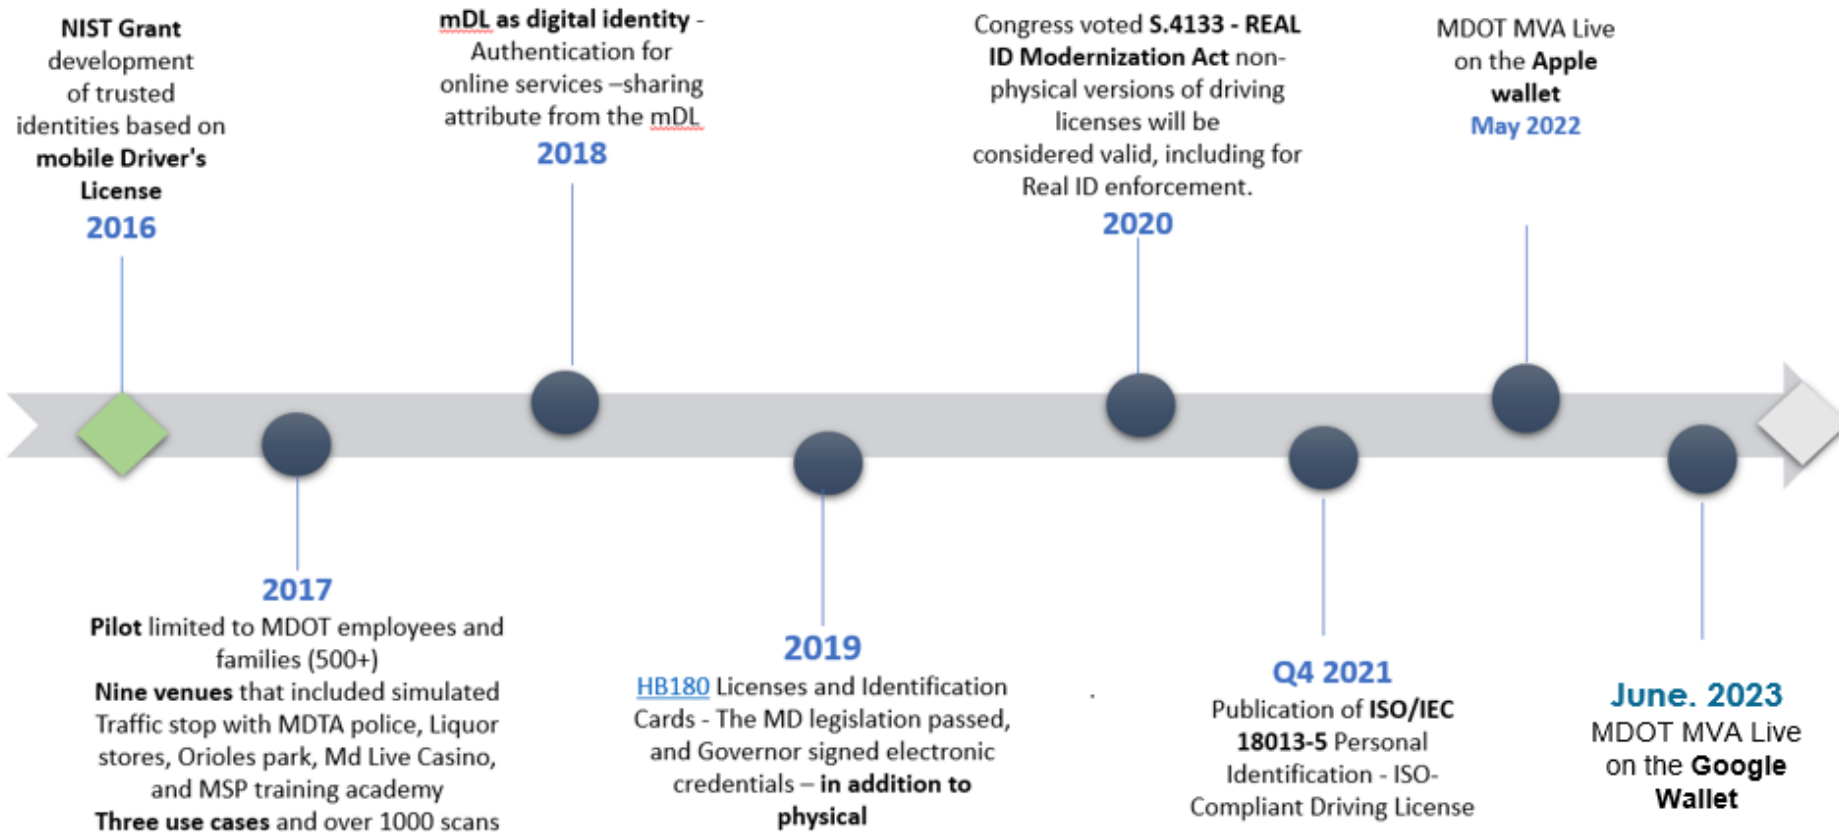 NIST Grant
development
of trusted
identities based on
mobile Driver's
License
2016
mDL as digital identity -
Authentication for
online services –sharing
attribute from the mDL
2018
Congress voted S.4133 - REAL
ID Modernization Act non-
physical versions of driving
licenses will be
considered valid, including for
Real ID enforcement.
2020
MDOT MVA Live
on the Apple
wallet
May 2022
2017
Pilot limited to MDOT employees and
families (500+)
Nine venues that included simulated
Traffic stop with MDTA police, Liquor
stores, Orioles park, Md Live Casino,
and MSP training academy
Three use cases and over 1000 scans
2019
HB180 Licenses and Identification
Cards - The MD legislation passed,
and Governor signed electronic
credentials – in addition to
physical
.
Q4 2021
Publication of ISO/IEC
18013-5 Personal
Identification - ISO-
Compliant Driving License
June. 2023
MDOT MVA Live
on the Google
Wallet